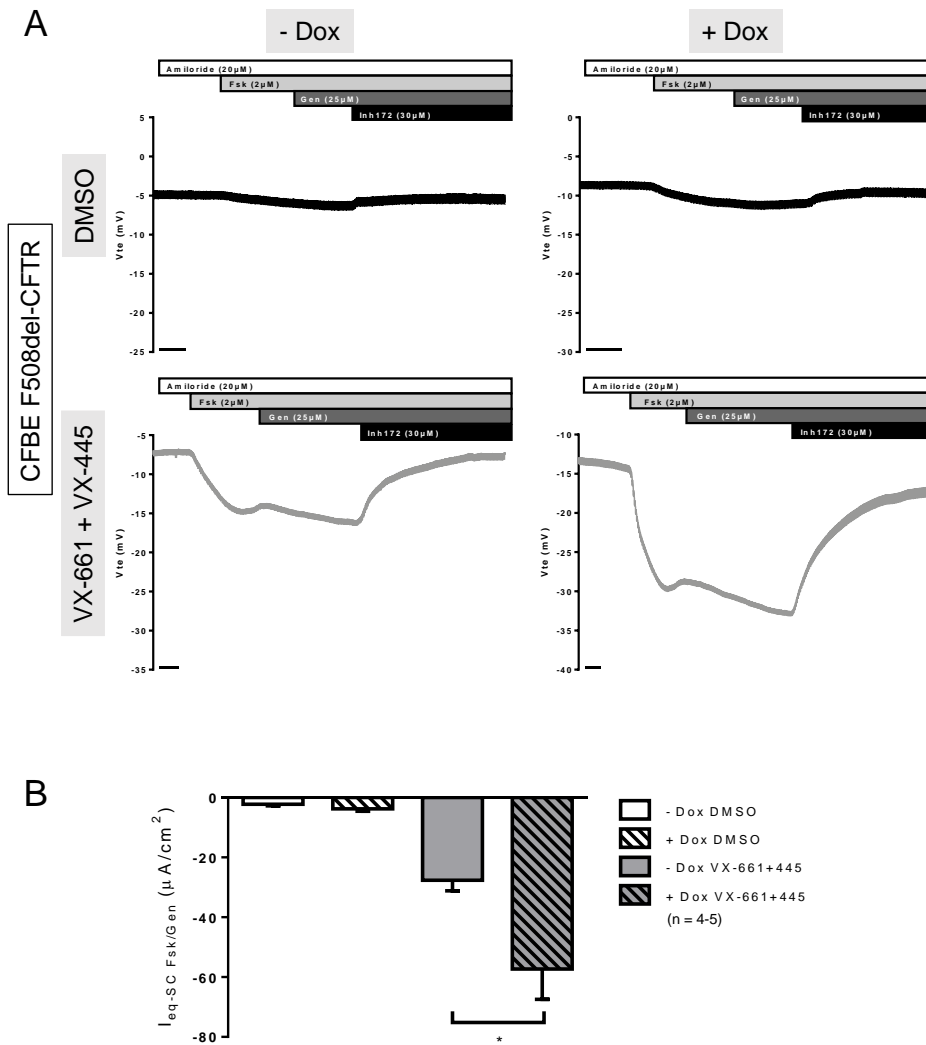 A
- Dox
+ Dox
CFBE F508del-CFTR
DMSO
Amiloride (20µM)
Fsk (2µM)
Gen (25µM)
Inh172 (30µM)
Vte (mV)
5
0
-5
-10
-15
-20
-25
Amiloride (20µM)
Fsk (2µM)
Gen (25µM)
Inh172 (30µM)
Vte (mV)
5
0
-5
-10
-15
-20
-25
-30
VX-661 + VX-445
Amiloride (20µM)
Fsk (2µM)
Gen (25µM)
Inh172 (30µM)
Vte (mV)
-5
-10
-15
-20
-25
-30
-35
Amiloride (20µM)
Fsk (2µM)
Gen (25µM)
Inh172 (30µM)
Vte (mV)
-10
-15
-20
-25
-30
-35
-40
B
I eq-SC Fsk/Gen (µA/cm²)
0
-20
-40
-60
-80
*
- Dox DMSO
+ Dox DMSO
- Dox VX-661+445
+ Dox VX-661+445
(n = 4-5)